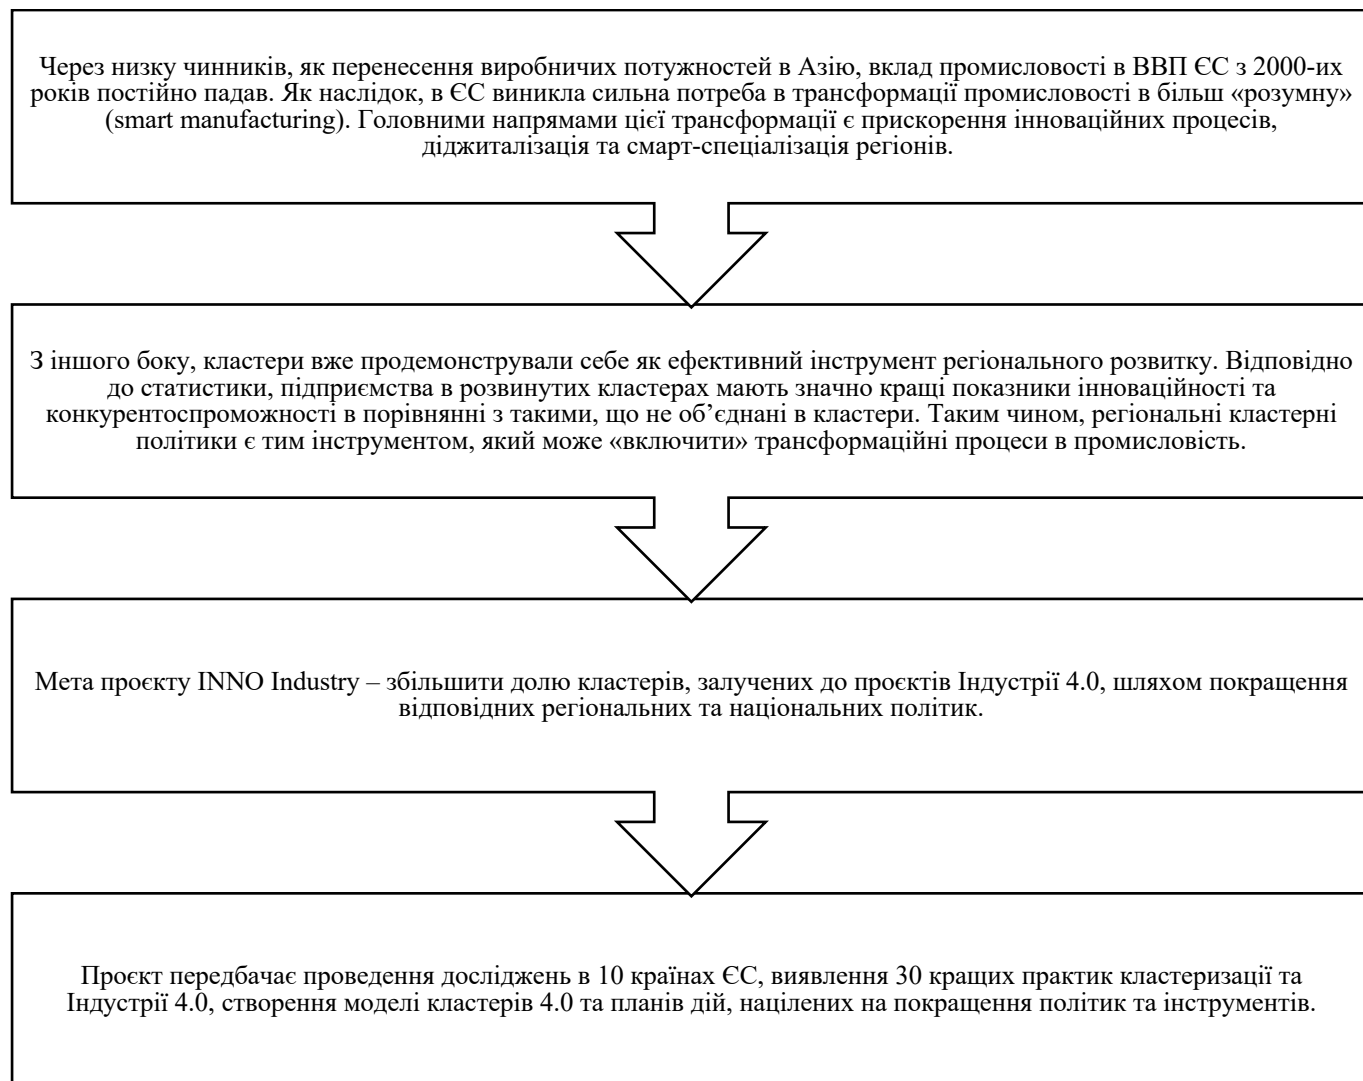 Через низку чинників, як перенесення виробничих потужностей в Азію, вклад промисловості в ВВП ЄС з 2000-их
років постійно падав. Як наслідок, в ЄС виникла сильна потреба в трансформації промисловості в більш «розумну»
(smart manufacturing). Головними напрямами цієї трансформації є прискорення інноваційних процесів,
діджиталізація та смарт-спеціалізація регіонів.
З іншого боку, кластери вже продемонстрували себе як ефективний інструмент регіонального розвитку. Відповідно
до статистики, підприємства в розвинутих кластерах мають значно кращі показники інноваційності та
конкурентоспроможності в порівнянні з такими, що не об’єднані в кластери. Таким чином, регіональні кластерні
політики є тим інструментом, який може «включити» трансформаційні процеси в промисловість.
Мета проєкту INNO Industry – збільшити долю кластерів, залучених до проєктів Індустрії 4.0, шляхом покращення
відповідних регіональних та національних політик.
Проєкт передбачає проведення досліджень в 10 країнах ЄС, виявлення 30 кращих практик кластеризації та
Індустрії 4.0, створення моделі кластерів 4.0 та планів дій, націлених на покращення політик та інструментів.